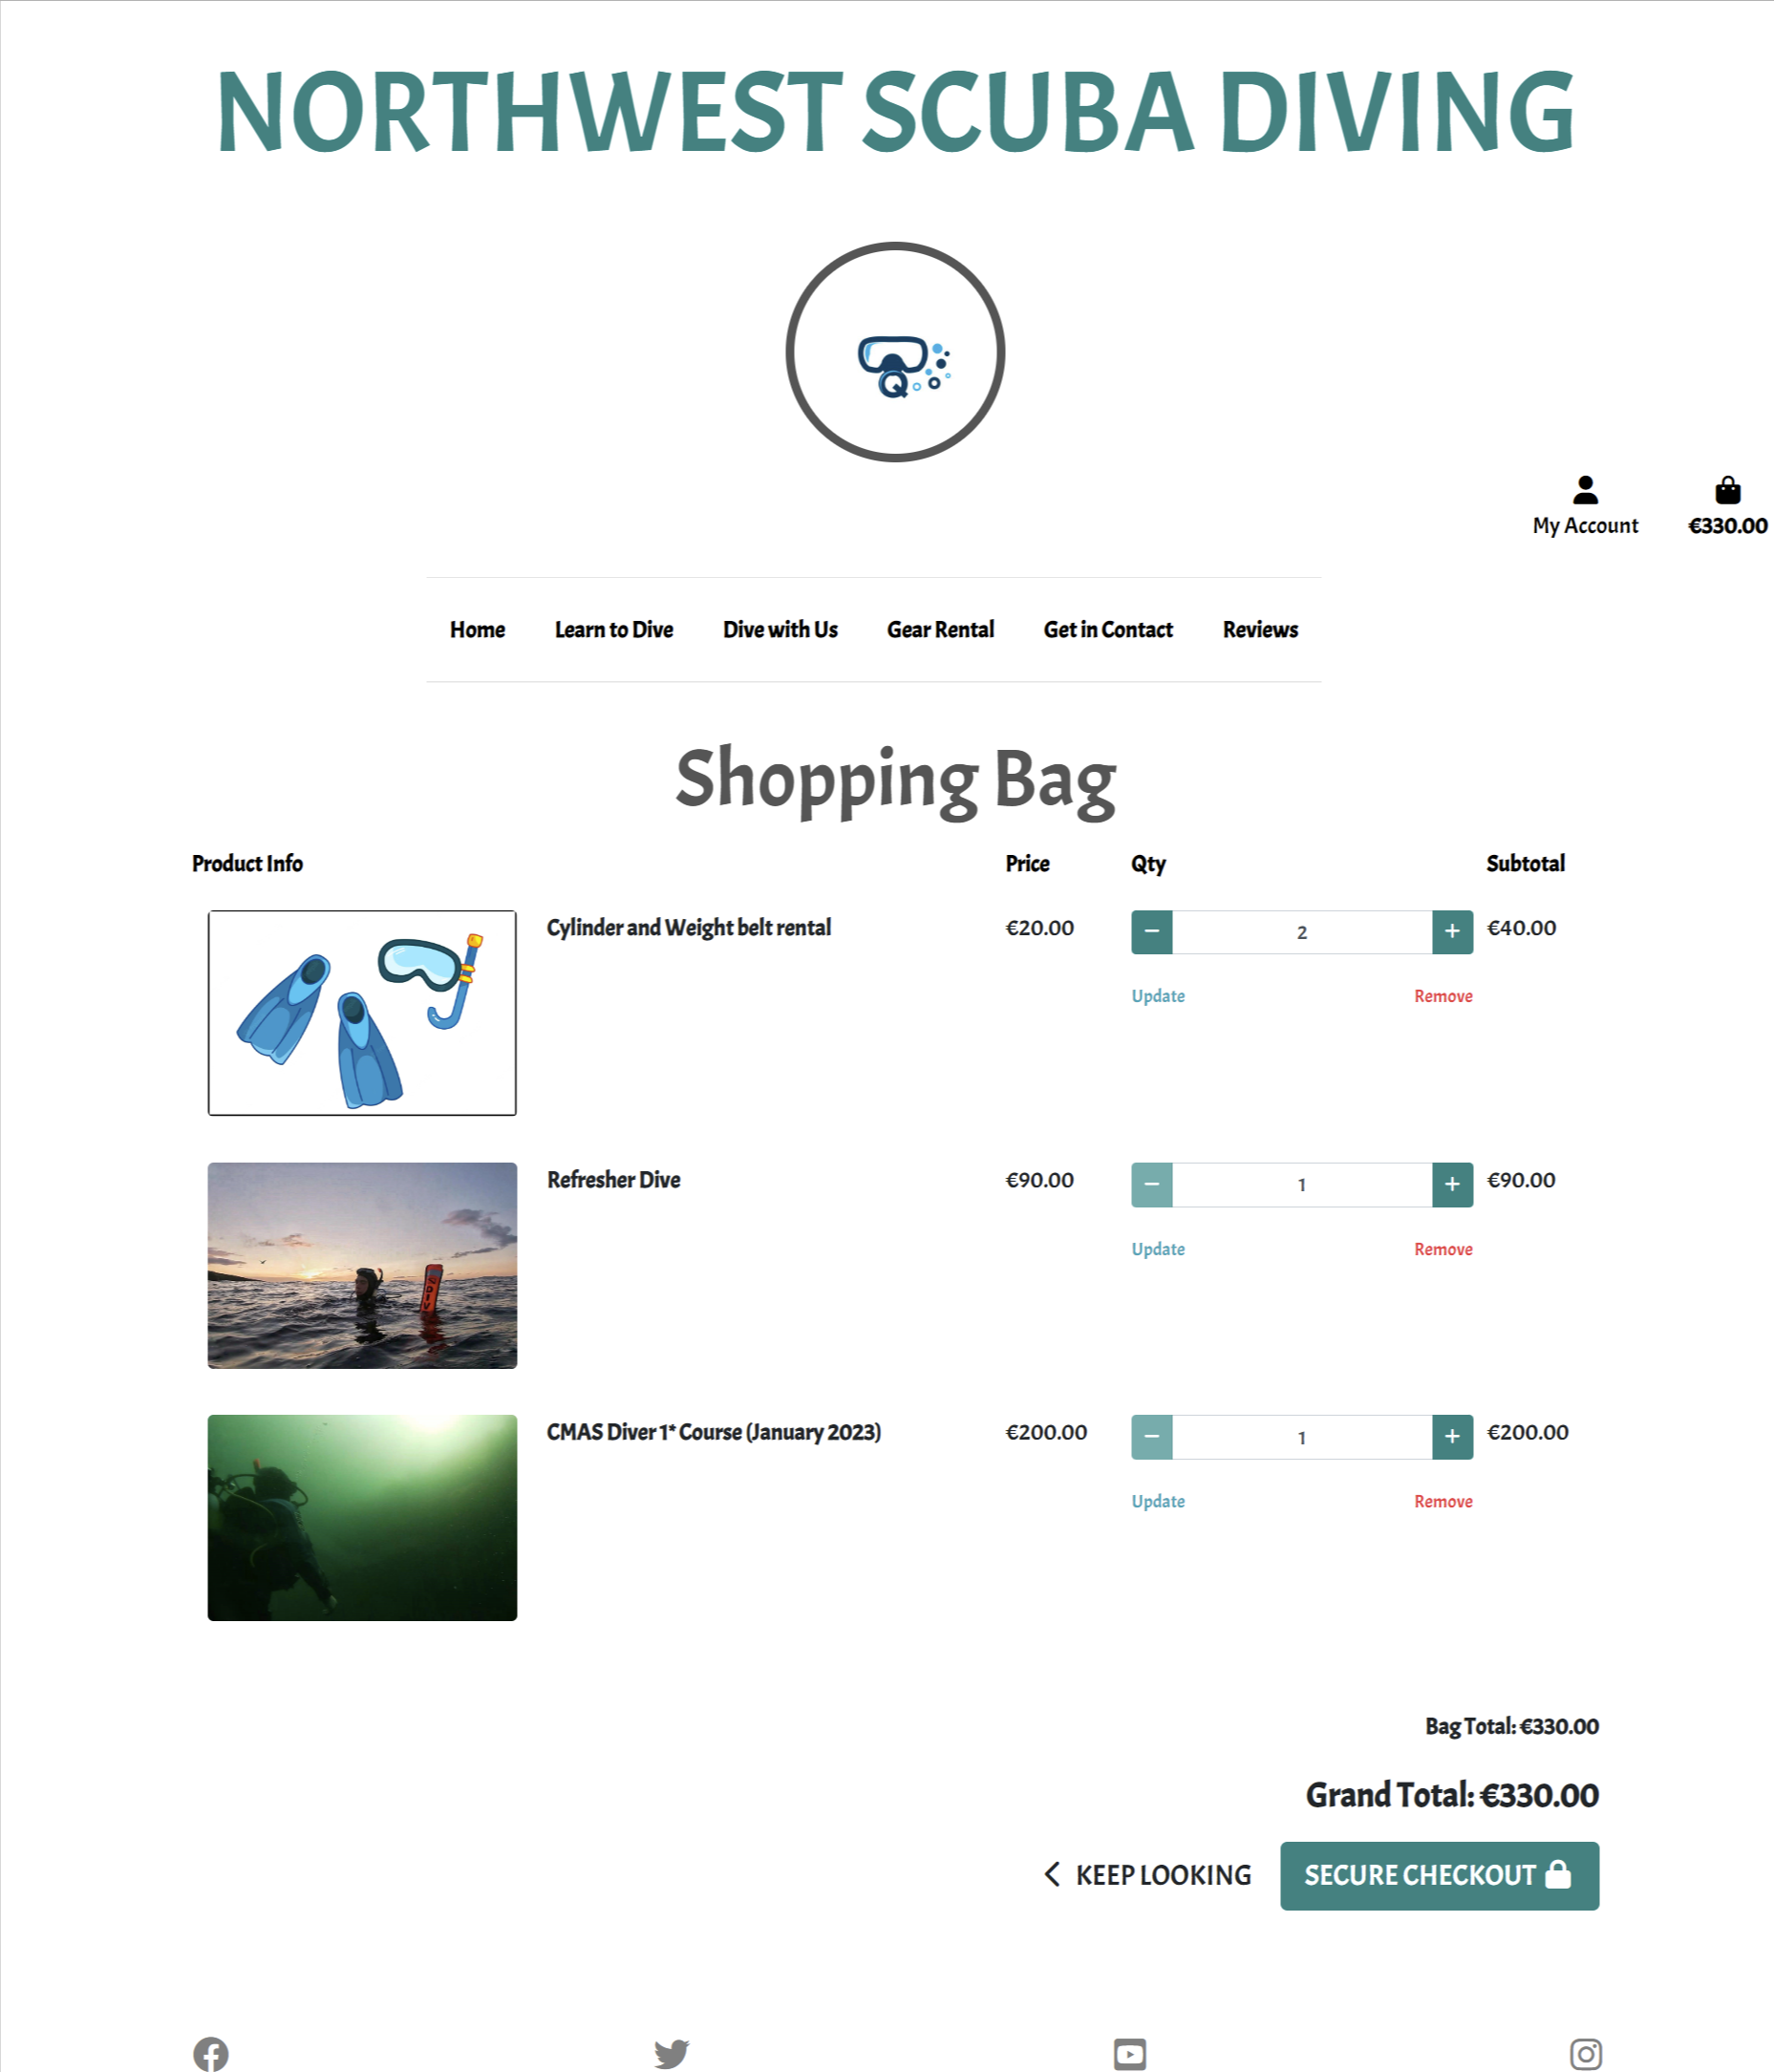 NORTHWEST SCUBA DIVING
Q
My Account €330.00
Home Learn to Dive Dive with Us Gear Rental Get in Contact Reviews
Shopping Bag
Product Info Price Qty Subtotal
Cylinder and Weight belt rental €20.00 − 2 + €40.00
Update Remove
Refresher Dive €90.00 − 1 + €90.00
Update Remove
DIV
CMAS Diver 1* Course (January 2023) €200.00 − 1 + €200.00
Update Remove
Bag Total: €330.00
Grand Total: €330.00
KEEP LOOKING SECURE CHECKOUT